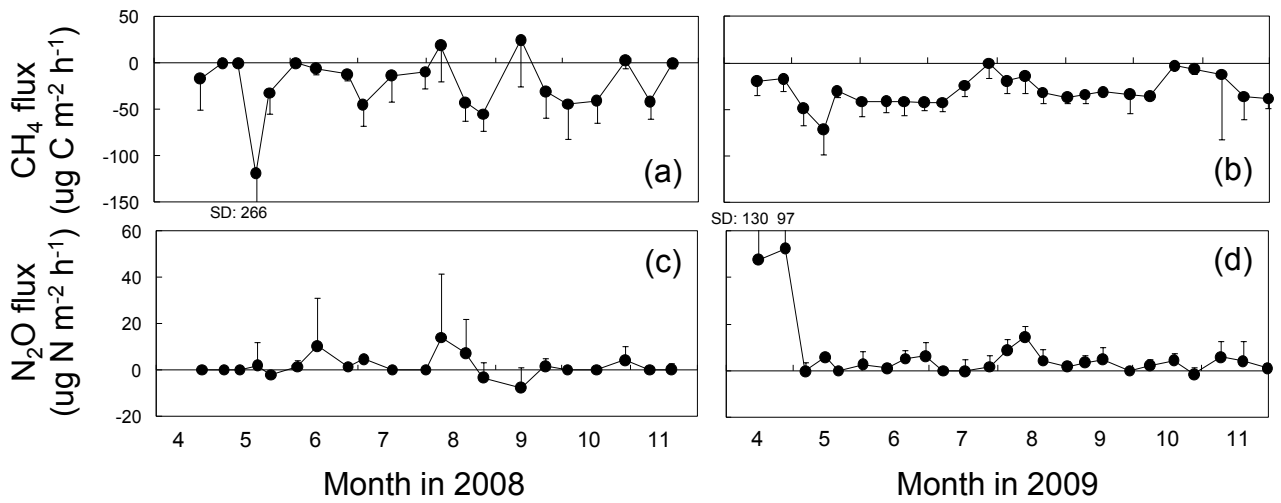 CH₄ flux
(ug C m⁻² h⁻¹)
50
0
-50
-100
-150
(a)
SD: 266
(b)
SD: 130 97
N₂O flux
(ug N m⁻² h⁻¹)
60
40
20
0
-20
(c)
(d)
4 5 6 7 8 9 10 11
4 5 6 7 8 9 10 11
Month in 2008
Month in 2009